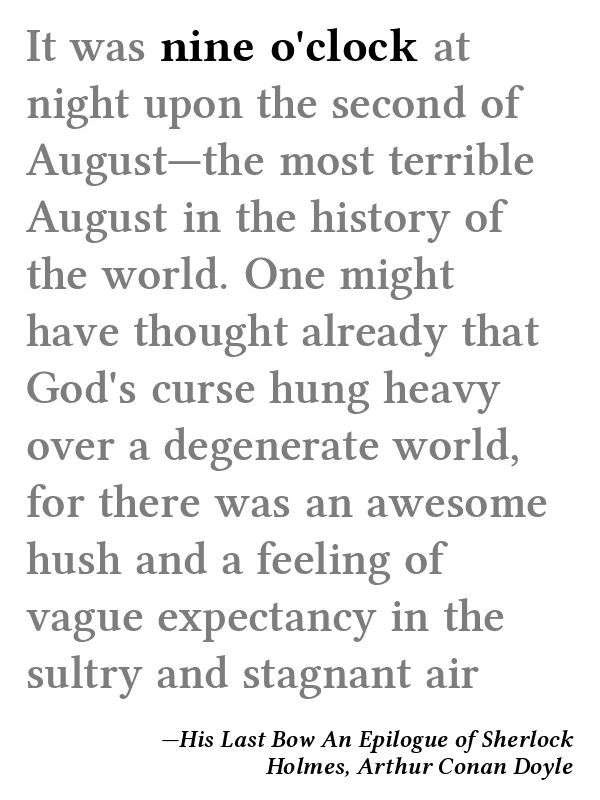 It was nine o'clock at
night upon the second of
August—the most terrible
August in the history of
the world. One might
have thought already that
God's curse hung heavy
over a degenerate world,
for there was an awesome
hush and a feeling of
vague expectancy in the
sultry and stagnant air
—His Last Bow An Epilogue of Sherlock
Holmes, Arthur Conan Doyle